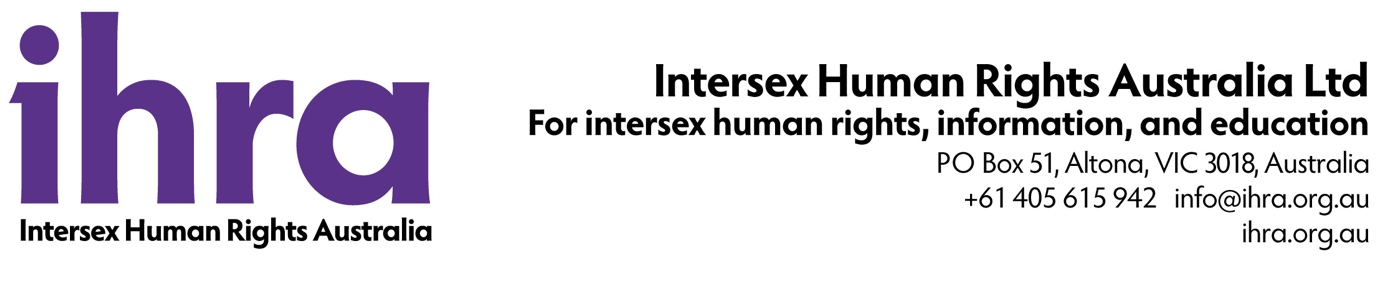 ihra
Intersex Human Rights Australia
Intersex Human Rights Australia Ltd
For intersex human rights, information, and education
PO Box 51, Altona, VIC 3018, Australia
+61 405 615 942 info@ihra.org.au
ihra.org.au